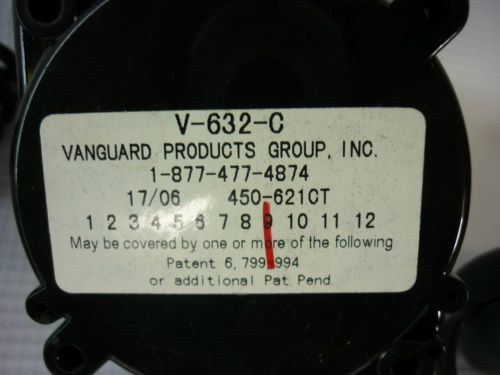 V-632-C
VANGUARD PRODUCTS GROUP, INC.
1-877-477-4874
17/06 450-621CT
1 2 3 4 5 6 7 8 9 10 11 12
May be covered by one or more of the following
Patent 6,799,994
or additional Pat. Pend.